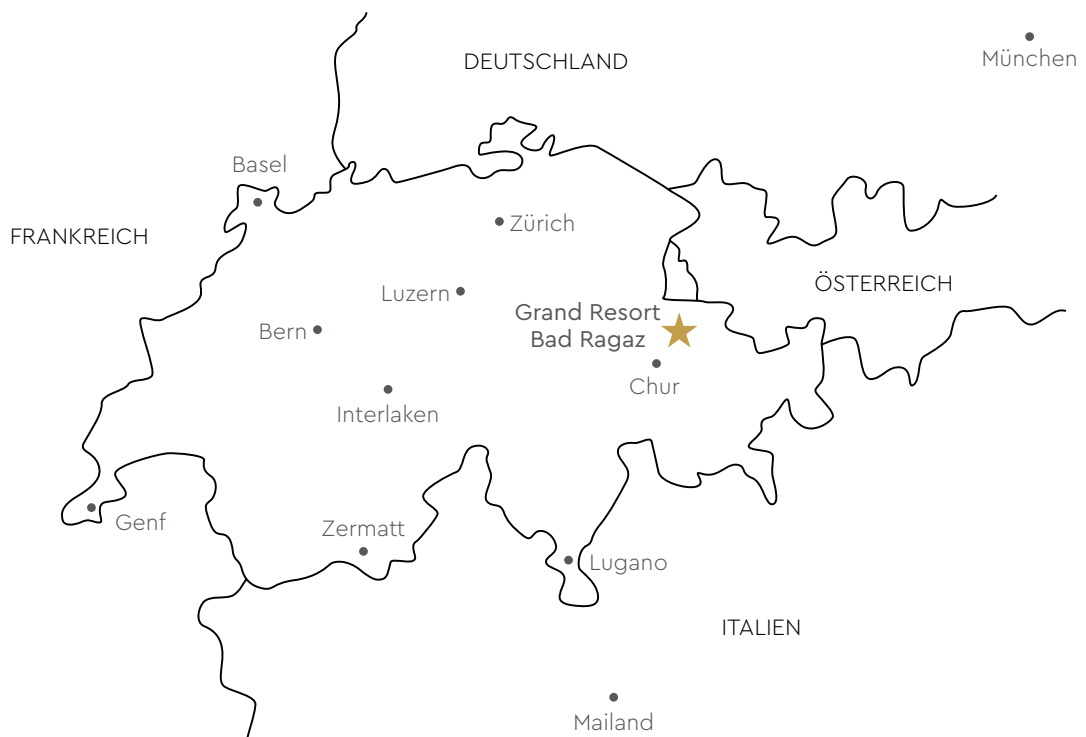 DEUTSCHLAND
München
Basel
Zürich
FRANKREICH
ÖSTERREICH
Luzern
Grand Resort
Bad Ragaz
Bern
Chur
Interlaken
Genf
Zermatt
Lugano
ITALIEN
Mailand